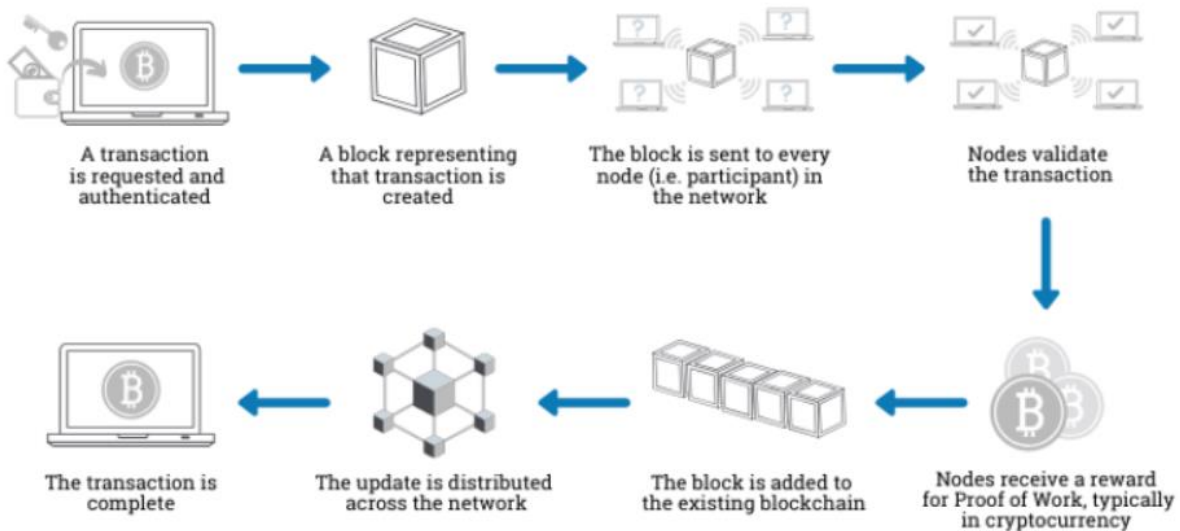 A transaction
is requested and
authenticated
A block representing
that transaction is
created
The block is sent to every
node (i.e. participant) in
the network
Nodes validate
the transaction
Nodes receive a reward
for Proof of Work, typically
in cryptocurrency
The block is added to
the existing blockchain
The update is distributed
across the network
The transaction is
complete